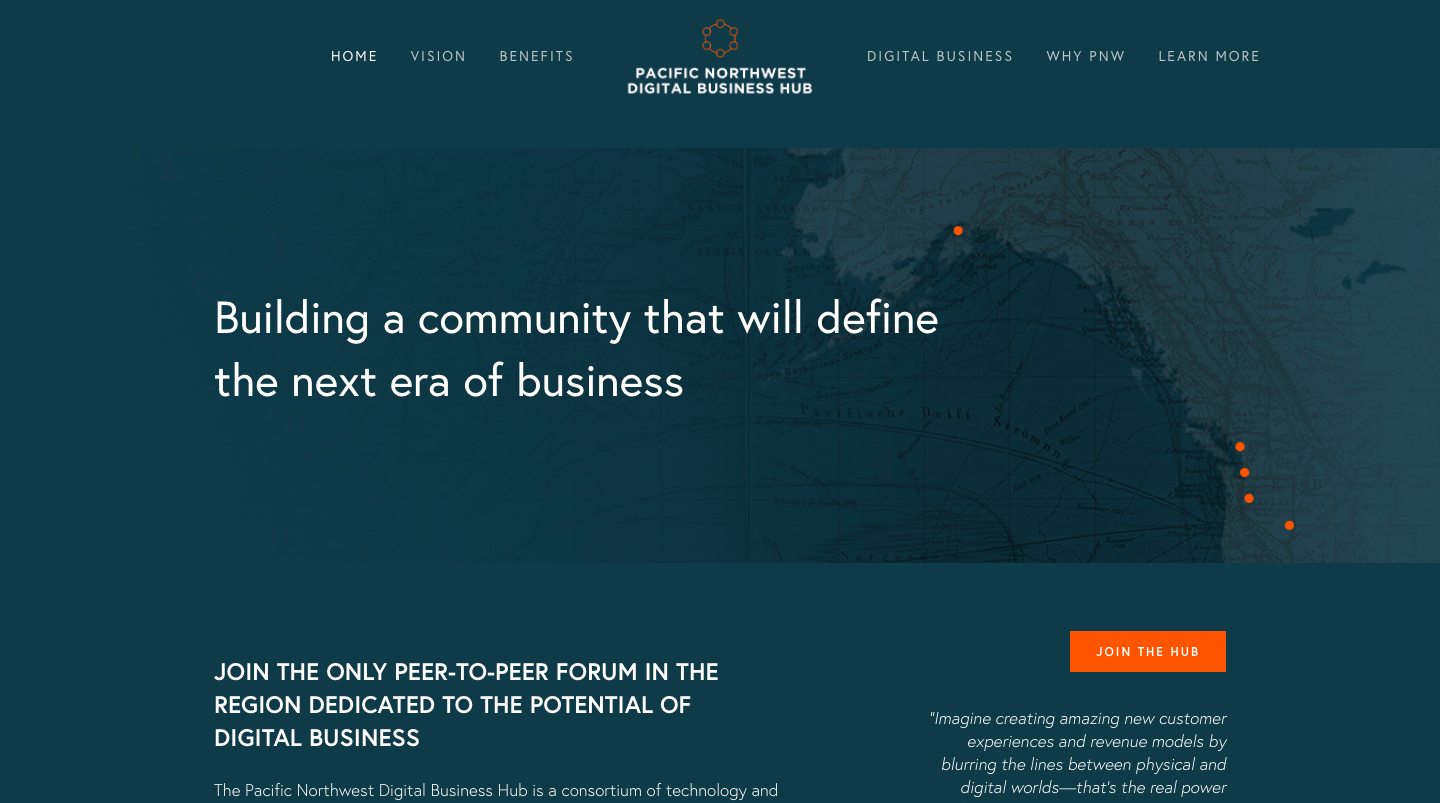 HOME
VISION
BENEFITS
PACIFIC NORTHWEST
DIGITAL BUSINESS HUB
DIGITAL BUSINESS
WHY PNW
LEARN MORE
Building a community that will define
the next era of business
Pacifische Drift Strömung
JOIN THE ONLY PEER-TO-PEER FORUM IN THE
REGION DEDICATED TO THE POTENTIAL OF
DIGITAL BUSINESS
The Pacific Northwest Digital Business Hub is a consortium of technology and
JOIN THE HUB
"Imagine creating amazing new customer
experiences and revenue models by
blurring the lines between physical and
digital worlds—that's the real power